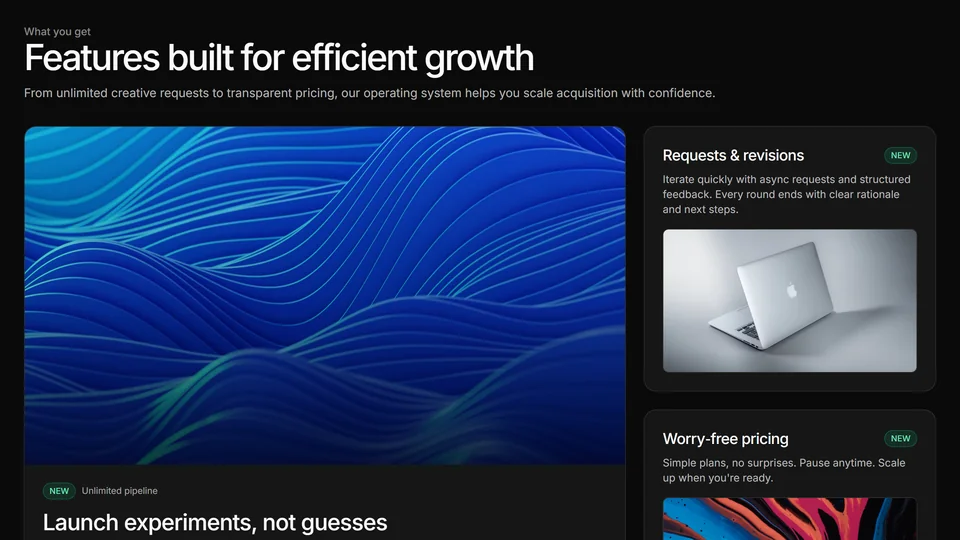 What you get
Features built for efficient growth
From unlimited creative requests to transparent pricing, our operating system helps you scale acquisition with confidence.
Requests & revisions
NEW
Iterate quickly with async requests and structured
feedback. Every round ends with clear rationale
and next steps.
Worry-free pricing
NEW
Simple plans, no surprises. Pause anytime. Scale
up when you're ready.
NEW
Unlimited pipeline
Launch experiments, not guesses